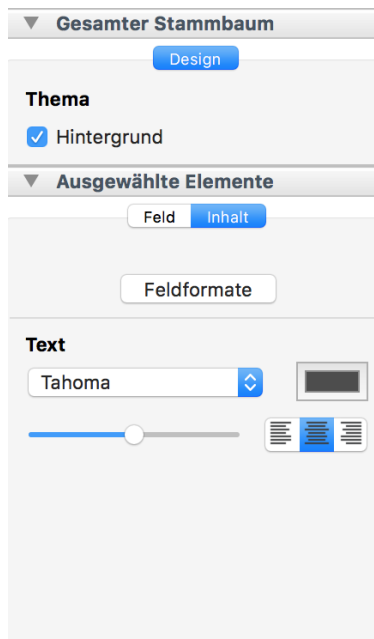 Gesamter Stammbaum
Design
Thema
Hintergrund
Ausgewählte Elemente
Feld Inhalt
Feldformate
Text
Tahoma